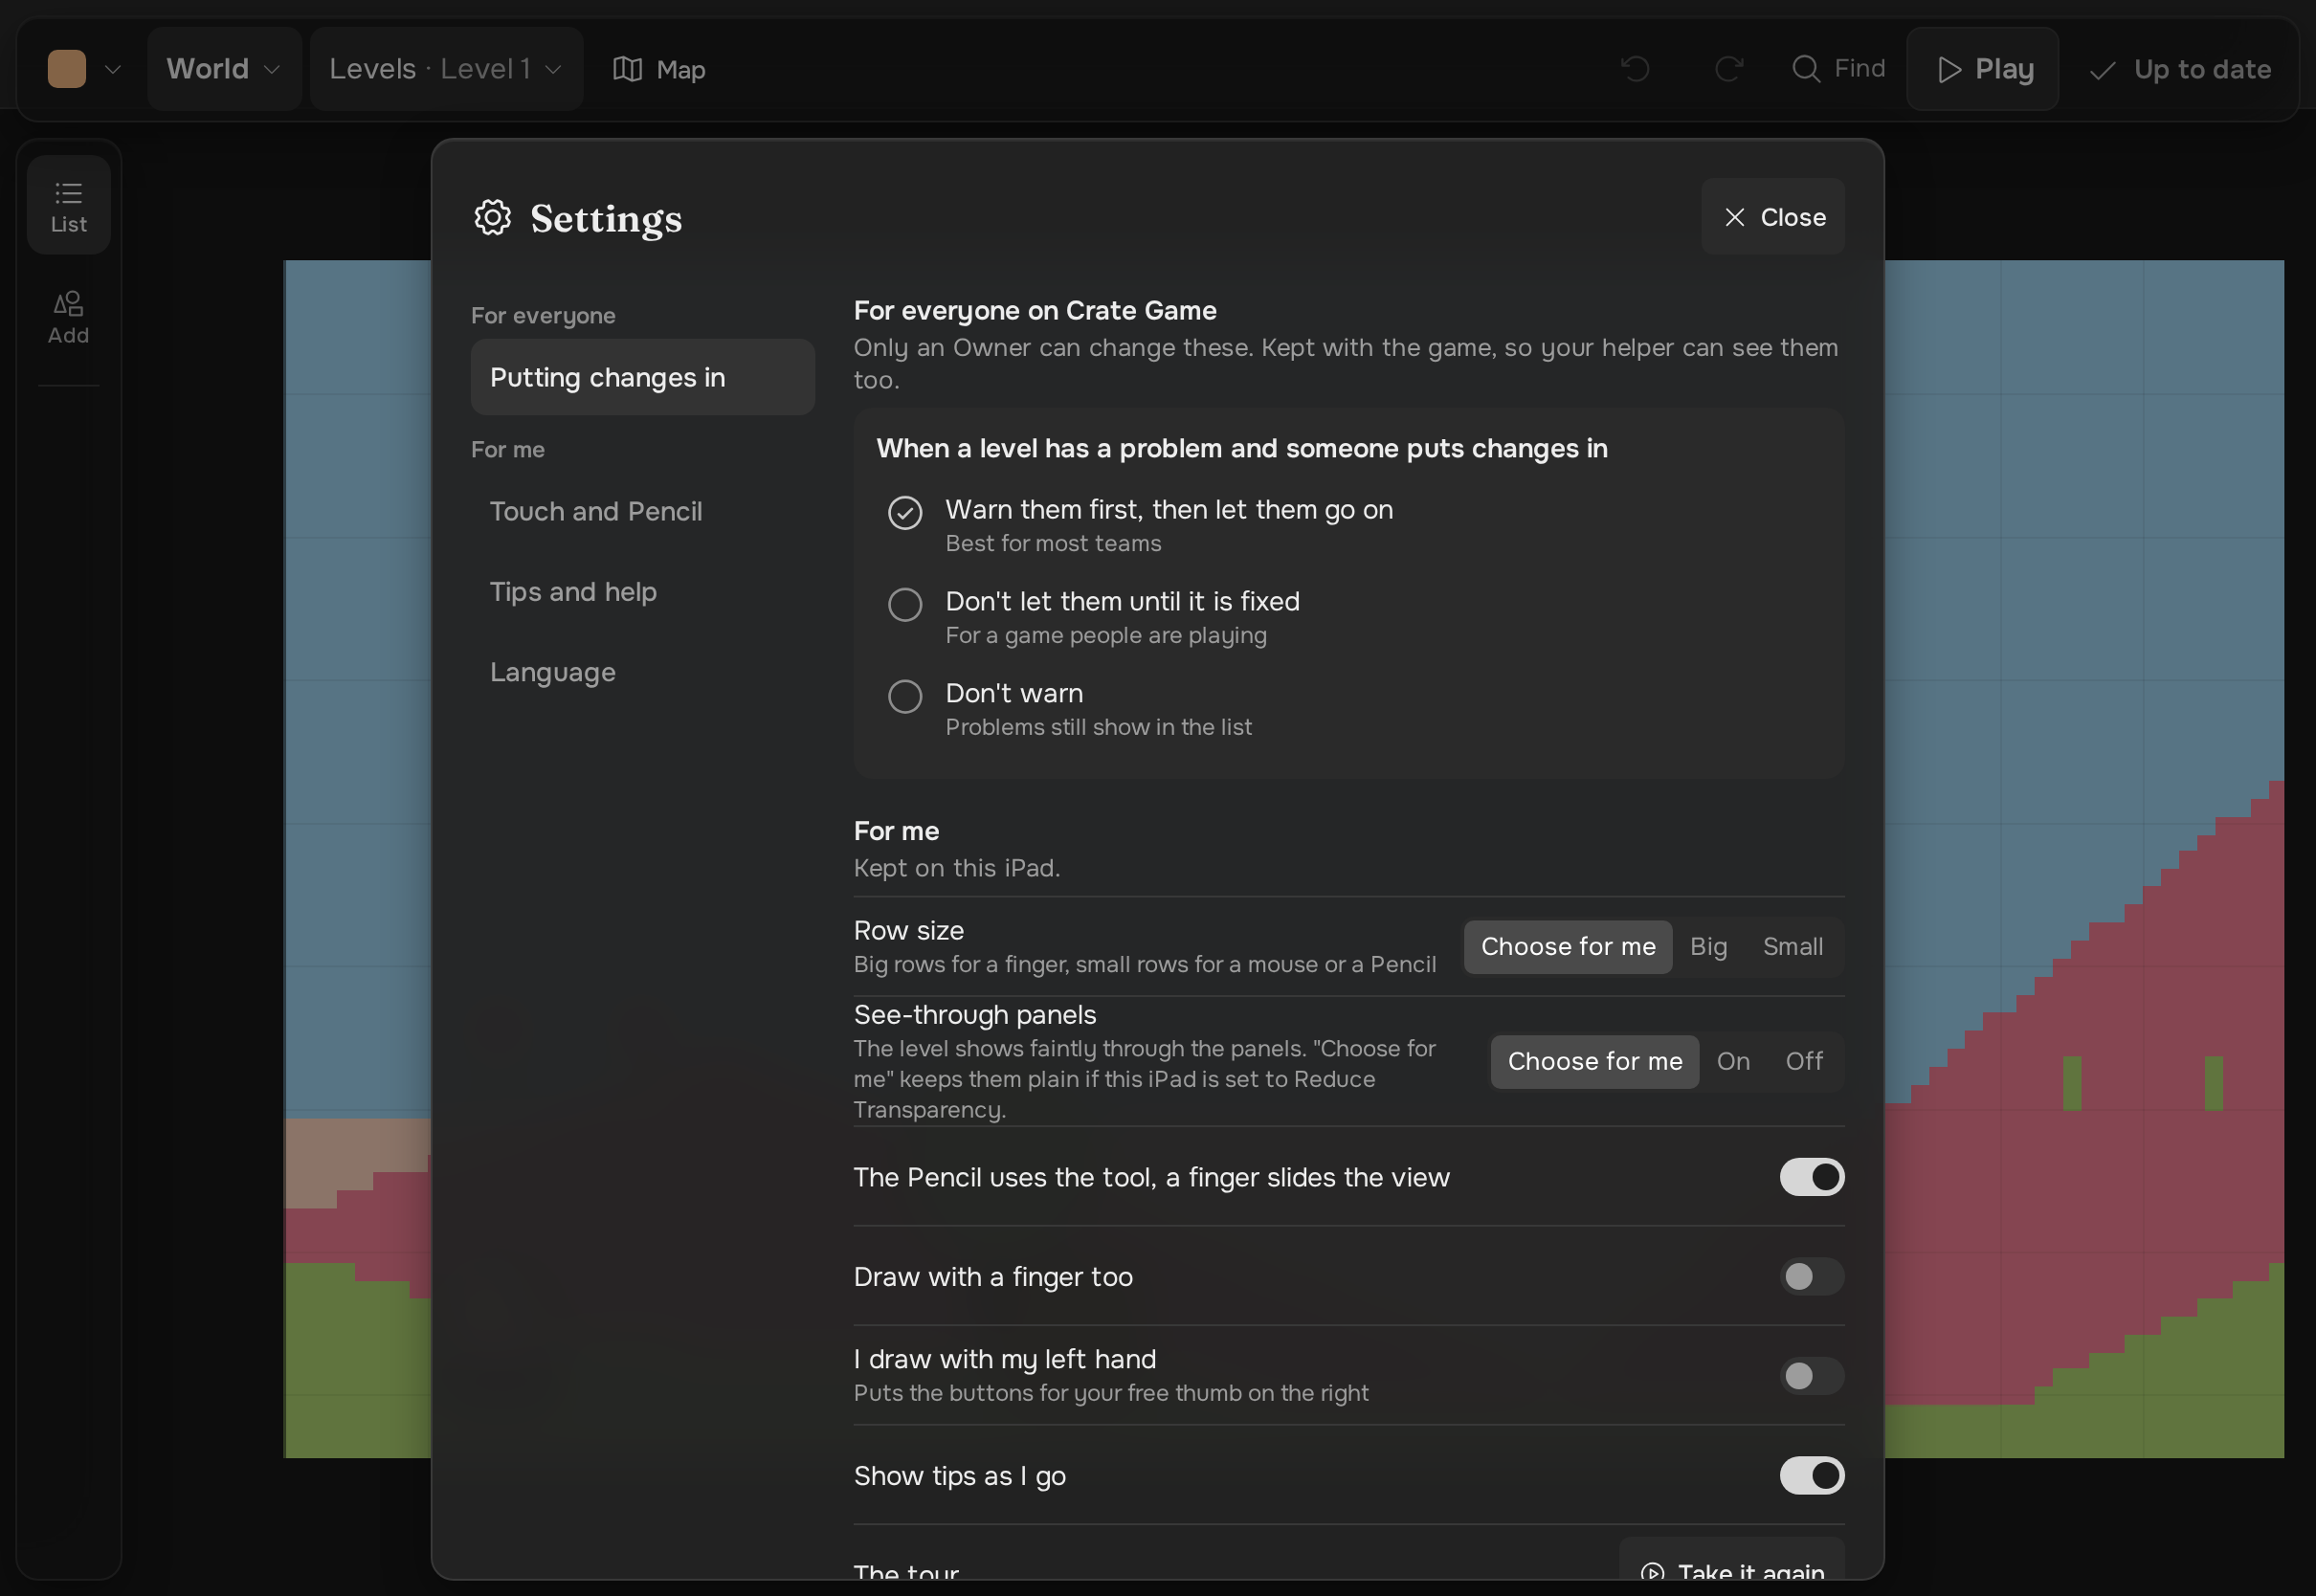 World
Levels · Level 1
Map
Find
Play
Up to date
List
Add
Settings
Close
For everyone
Putting changes in
For me
Touch and Pencil
Tips and help
Language
For everyone on Crate Game
Only an Owner can change these. Kept with the game, so your helper can see them
too.
When a level has a problem and someone puts changes in
Warn them first, then let them go on
Best for most teams
Don't let them until it is fixed
For a game people are playing
Don't warn
Problems still show in the list
For me
Kept on this iPad.
Row size
Big rows for a finger, small rows for a mouse or a Pencil
Choose for me Big Small
See-through panels
The level shows faintly through the panels. "Choose for
me" keeps them plain if this iPad is set to Reduce
Transparency.
Choose for me On Off
The Pencil uses the tool, a finger slides the view
Draw with a finger too
I draw with my left hand
Puts the buttons for your free thumb on the right
Show tips as I go
The tour
Take it again